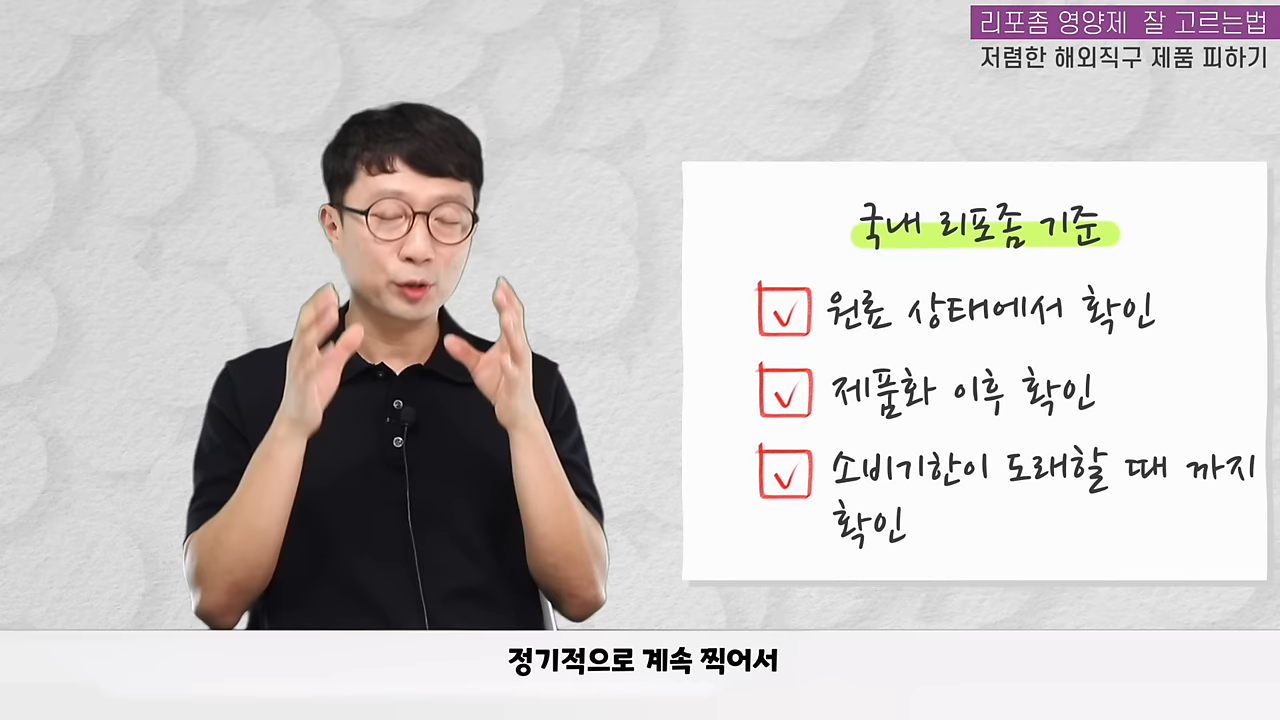 리포좀 영양제 잘 고르는법
저렴한 해외직구 제품 피하기
국내 리포좀 기준
원료 상태에서 확인
제품화 이후 확인
소비기한이 도래할 때 까지
확인
정기적으로 계속 찍어서